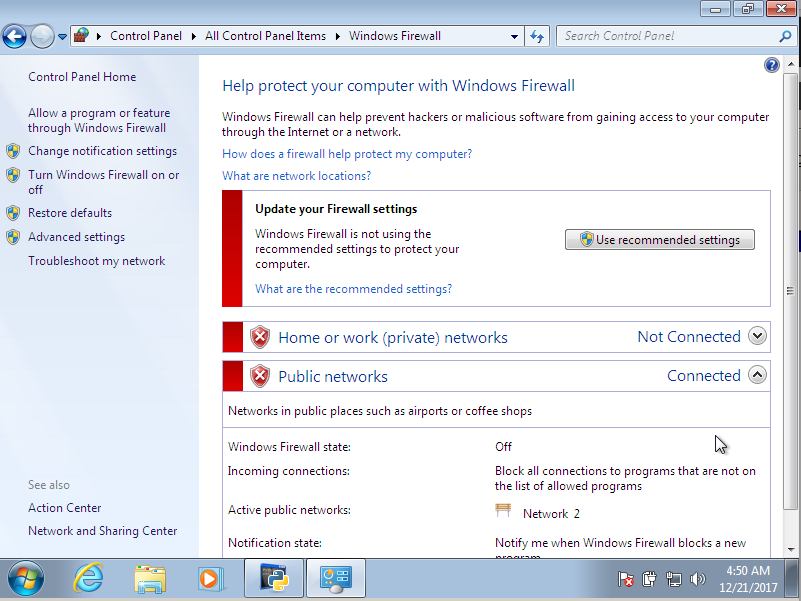 Control Panel All Control Panel Items Windows Firewall Search Control Panel
Control Panel Home
Allow a program or feature
through Windows Firewall
Change notification settings
Turn Windows Firewall on or
off
Restore defaults
Advanced settings
Troubleshoot my network
See also
Action Center
Network and Sharing Center
Help protect your computer with Windows Firewall
Windows Firewall can help prevent hackers or malicious software from gaining access to your computer
through the Internet or a network.
How does a firewall help protect my computer?
What are network locations?
Update your Firewall settings
Windows Firewall is not using the
recommended settings to protect your
computer.
What are the recommended settings?
Use recommended settings
Home or work (private) networks Not Connected
Public networks Connected
Networks in public places such as airports or coffee shops
Windows Firewall state: Off
Incoming connections: Block all connections to programs that are not on
the list of allowed programs
Active public networks: Network 2
Notification state: Notify me when Windows Firewall blocks a new
program
4:50 AM
12/21/2017